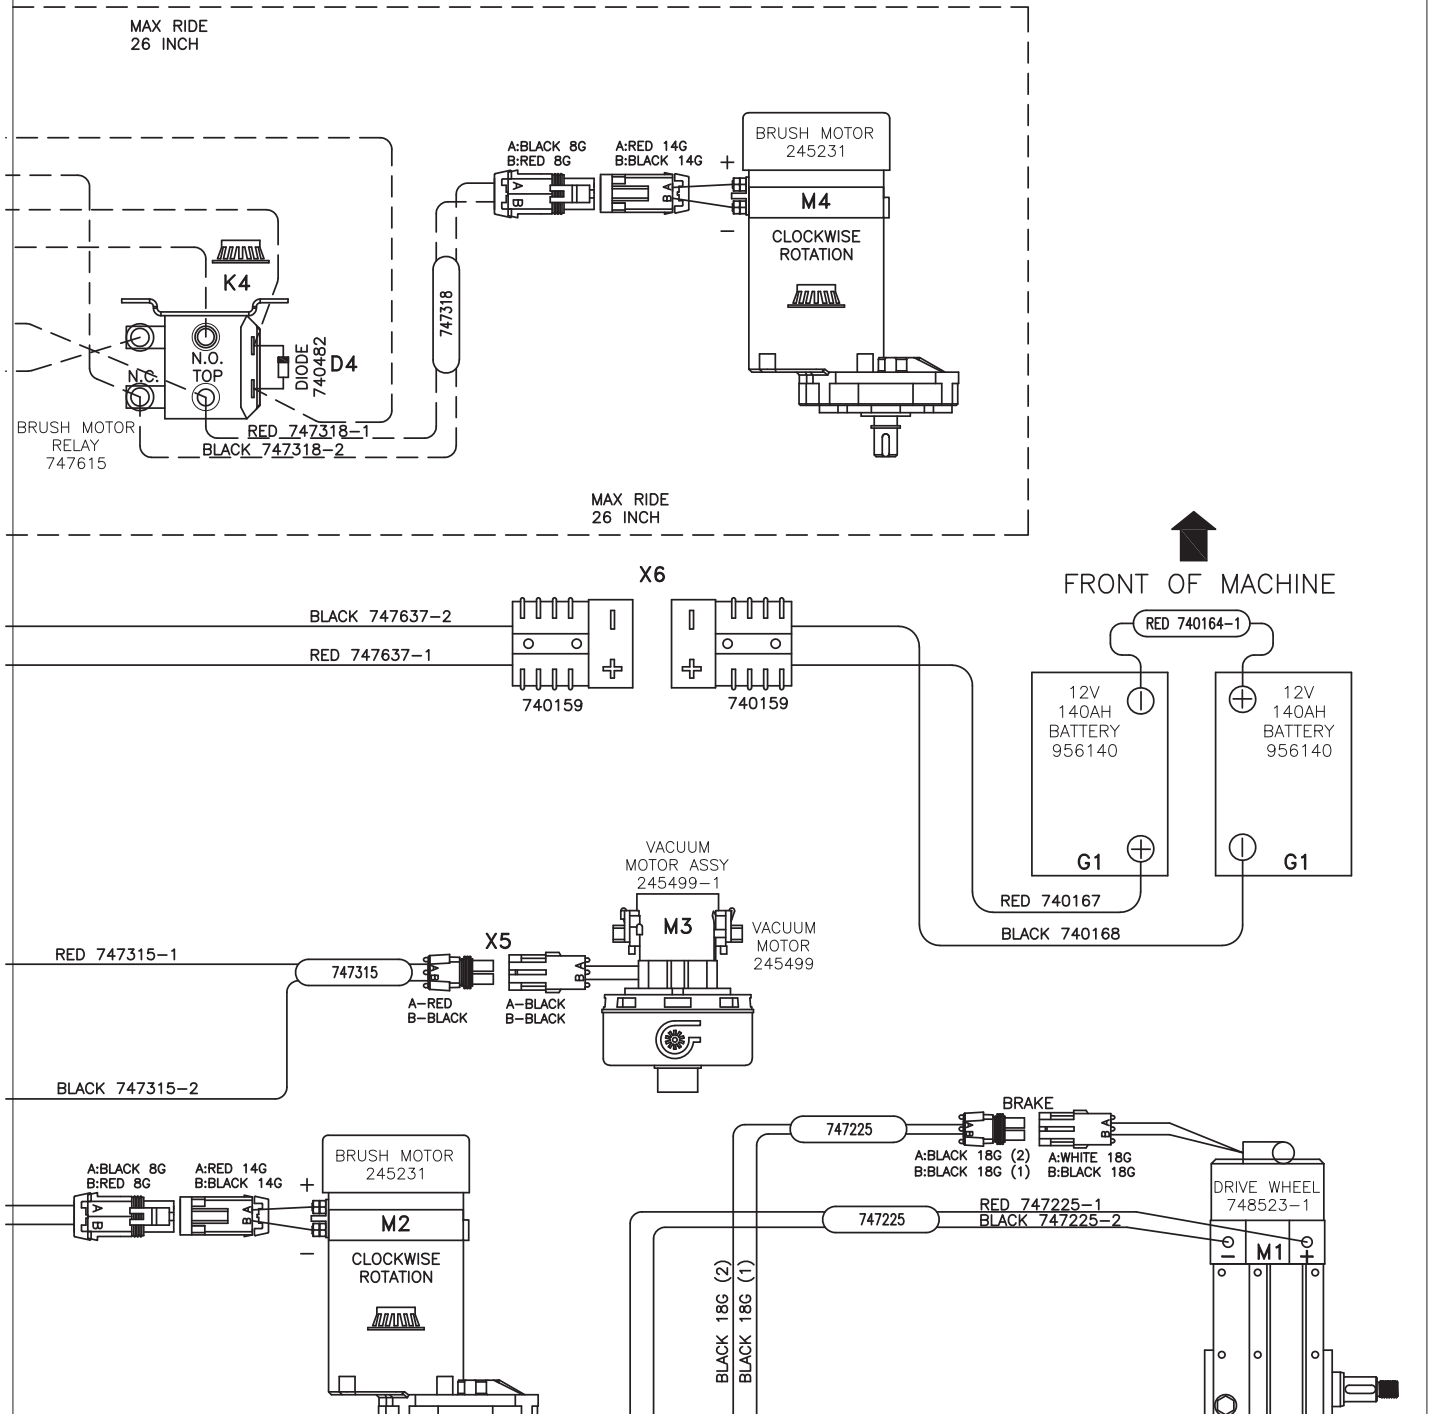 MAX RIDE
26 INCH
A:BLACK 8G
B:RED 8G
A:RED 14G
B:BLACK 14G
+
−
A
B
A
B
BRUSH MOTOR
245231
M4
CLOCKWISE
ROTATION
K4
747318
N.O.
TOP
N.C.
DIODE
740482
D4
BRUSH MOTOR
RELAY
747615
RED 747318-1
BLACK 747318-2
MAX RIDE
26 INCH
X6
FRONT OF MACHINE
BLACK 747637-2
RED 747637-1
740159
740159
RED 740164-1
12V
140AH
BATTERY
956140
G1
12V
140AH
BATTERY
956140
G1
RED 740167
BLACK 740168
VACUUM
MOTOR ASSY
245499-1
M3
VACUUM
MOTOR
245499
X5
RED 747315-1
747315
A
B
A
B
A-RED
B-BLACK
A-BLACK
B-BLACK
BLACK 747315-2
BRAKE
747225
A
B
A
B
A:BLACK 18G (2)
B:BLACK 18G (1)
A:WHITE 18G
B:BLACK 18G
DRIVE WHEEL
748523-1
RED 747225-1
BLACK 747225-2
747225
−
M1
+
A:BLACK 8G
B:RED 8G
A:RED 14G
B:BLACK 14G
+
−
A
B
A
B
BRUSH MOTOR
245231
M2
CLOCKWISE
ROTATION
BLACK 18G (2)
BLACK 18G (1)